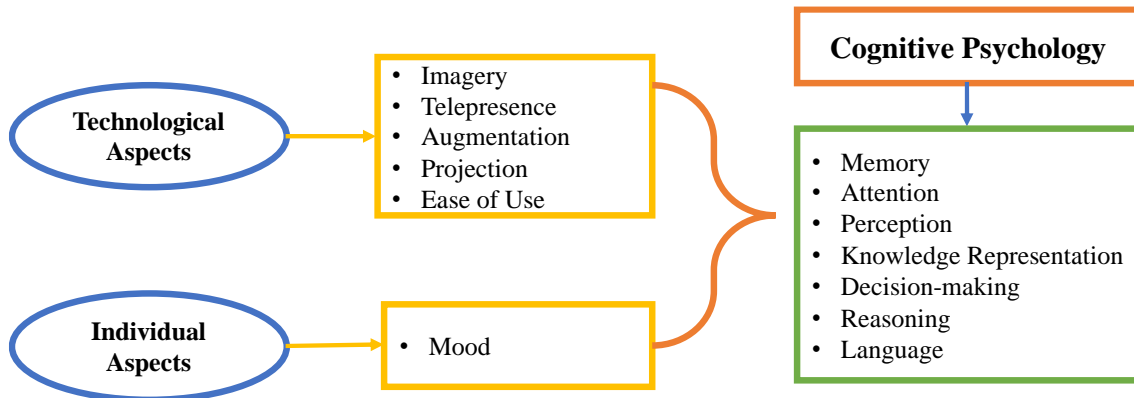 Technological
Aspects
• Imagery
• Telepresence
• Augmentation
• Projection
• Ease of Use
Individual
Aspects
• Mood
Cognitive Psychology
• Memory
• Attention
• Perception
• Knowledge Representation
• Decision-making
• Reasoning
• Language